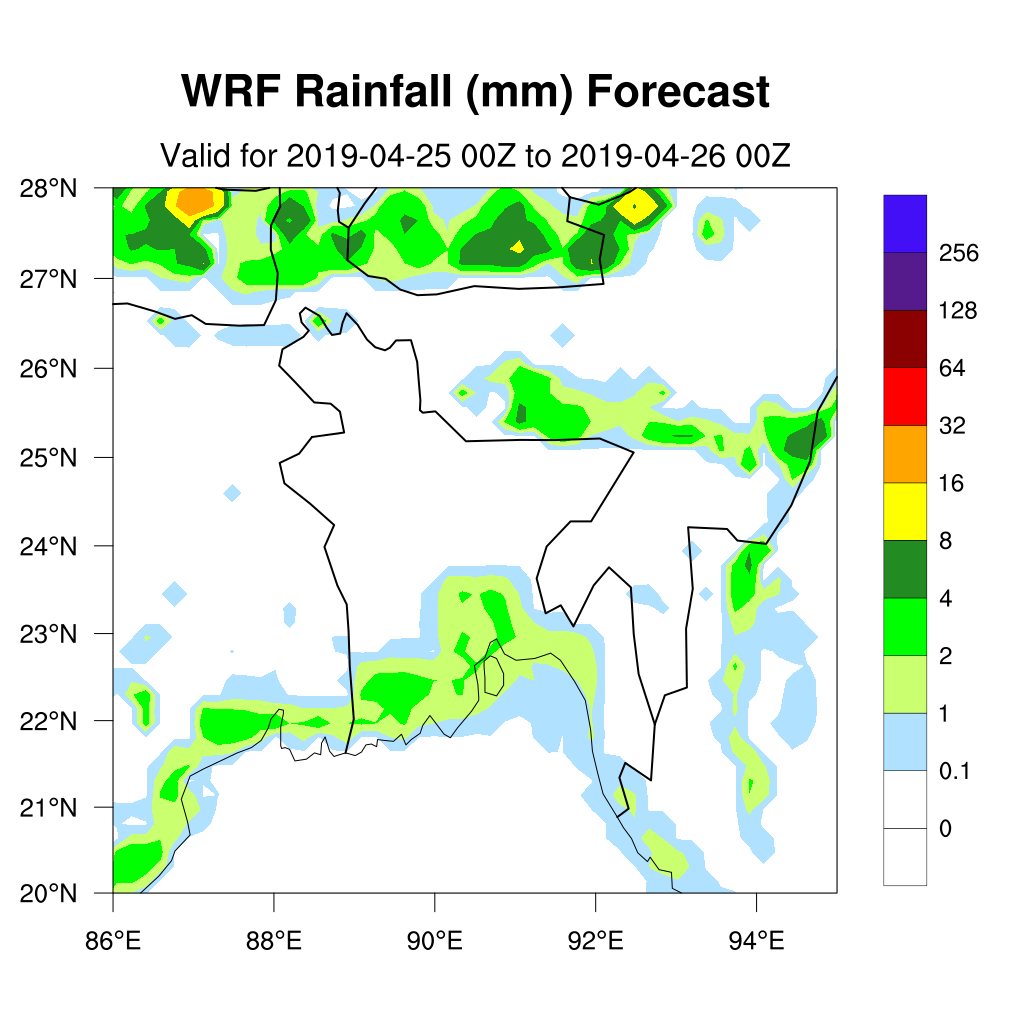 WRF Rainfall (mm) Forecast
Valid for 2019-04-25 00Z to 2019-04-26 00Z
28°N
27°N
26°N
25°N
24°N
23°N
22°N
21°N
20°N
86°E 88°E 90°E 92°E 94°E
256
128
64
32
16
8
4
2
1
0.1
0